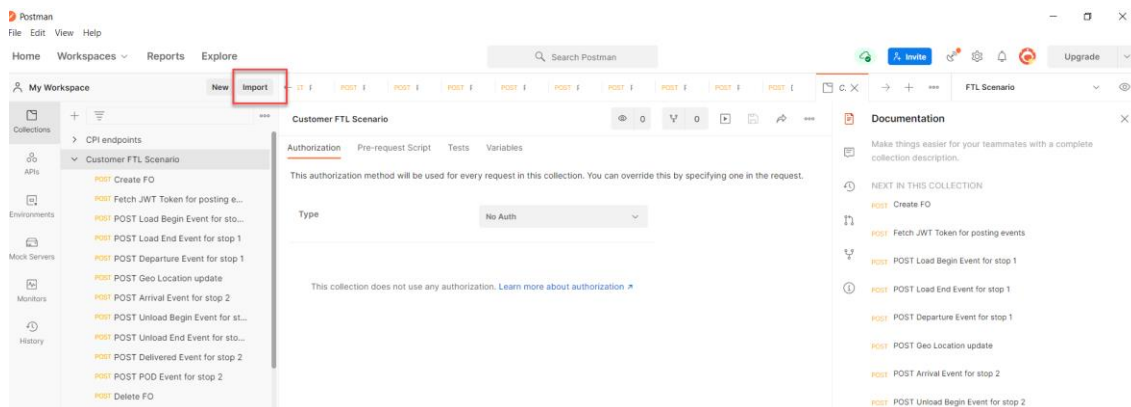 Postman
File Edit View Help
Home Workspaces Reports Explore Search Postman Invite Upgrade
My Workspace New Import POST POST POST POST POST POST POST POST POST C. FTL Scenario
Collections
APIs
Environments
Mock Servers
Monitors
History
CPI endpoints
Customer FTL Scenario
POST Create FO
POST Fetch JWT Token for posting e...
POST POST Load Begin Event for sto...
POST POST Load End Event for stop 1
POST POST Departure Event for stop 1
POST POST Geo Location update
POST POST Arrival Event for stop 2
POST POST Unload Begin Event for st...
POST POST Unload End Event for sto...
POST POST Delivered Event for stop 2
POST POST POD Event for stop 2
POST Delete FO
Customer FTL Scenario 0 0
Authorization Pre-request Script Tests Variables
This authorization method will be used for every request in this collection. You can override this by specifying one in the request.
Type No Auth
This collection does not use any authorization. Learn more about authorization
Documentation
Make things easier for your teammates with a complete
collection description.
NEXT IN THIS COLLECTION
POST Create FO
POST Fetch JWT Token for posting events
POST POST Load Begin Event for stop 1
POST POST Load End Event for stop 1
POST POST Departure Event for stop 1
POST POST Geo Location update
POST POST Arrival Event for stop 2
POST POST Unload Begin Event for stop 2